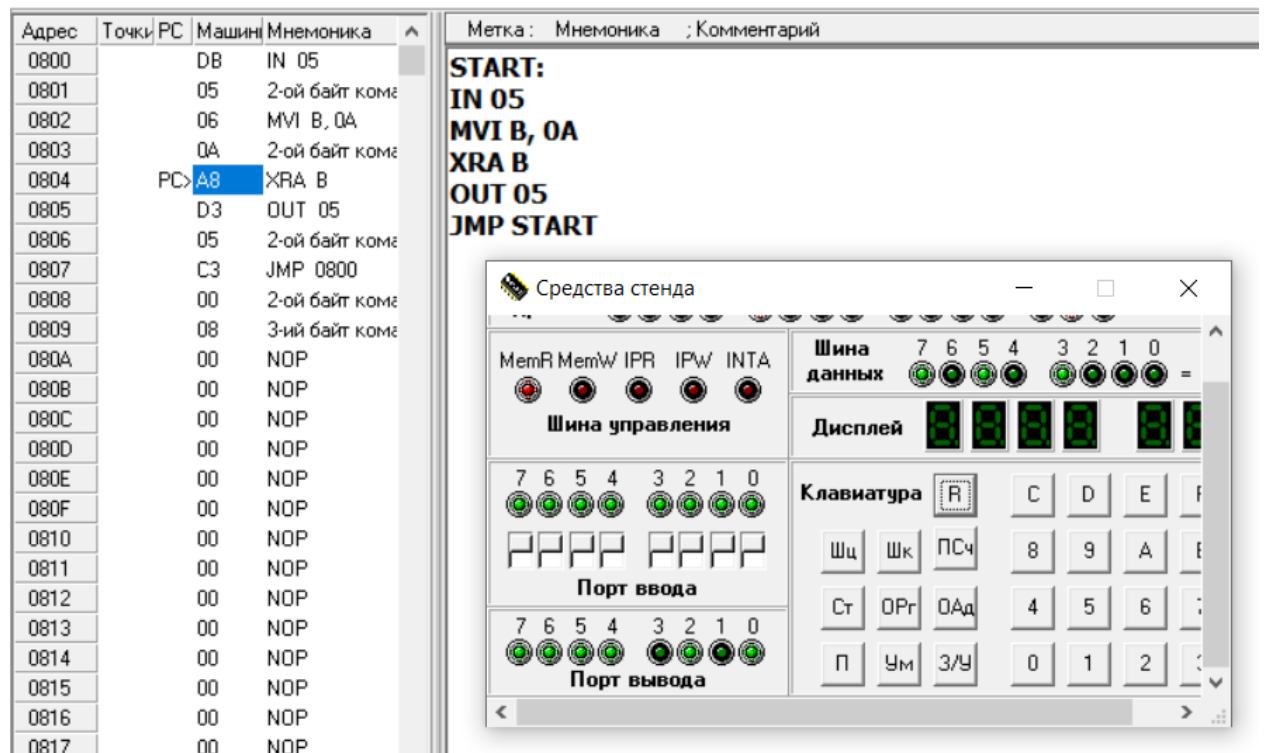 Адрес Точки PC Машинн Мнемоника
0800 DB IN 05
0801 05 2-ой байт кома
0802 06 MVI B, 0A
0803 0A 2-ой байт кома
0804 PC> A8 XRA B
0805 D3 OUT 05
0806 05 2-ой байт кома
0807 C3 JMP 0800
0808 00 2-ой байт кома
0809 08 3-ий байт кома
080A 00 NOP
080B 00 NOP
080C 00 NOP
080D 00 NOP
080E 00 NOP
080F 00 NOP
0810 00 NOP
0811 00 NOP
0812 00 NOP
0813 00 NOP
0814 00 NOP
0815 00 NOP
0816 00 NOP
0817 00 NOP
Метка : Мнемоника ; Комментарий
START:
IN 05
MVI B, 0A
XRA B
OUT 05
JMP START
Средства стенда
MemR MemW IPR IPW INTA
Шина управления
Шина данных 7 6 5 4 3 2 1 0 =
Дисплей
7 6 5 4 3 2 1 0
Порт ввода
7 6 5 4 3 2 1 0
Порт вывода
Клавиатура R C D E F
Шц Шк ПСч 8 9 A
Ст ОРг ОАд 4 5 6
П Ум З/У 0 1 2